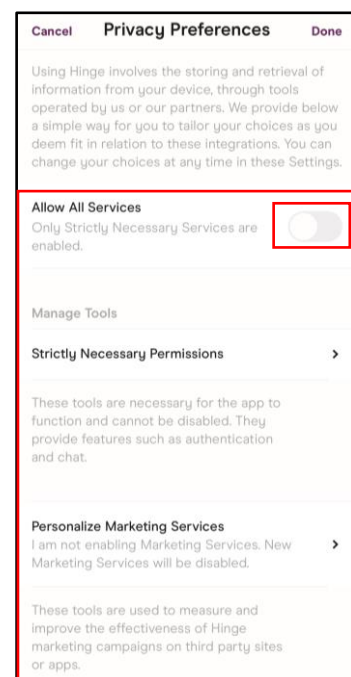 Cancel Privacy Preferences Done
Using Hinge involves the storing and retrieval of
information from your device, through tools
operated by us or our partners. We provide below
a simple way for you to tailor your choices as you
deem fit in relation to these integrations. You can
change your choices at any time in these Settings.
Allow All Services
Only Strictly Necessary Services are
enabled.
Manage Tools
Strictly Necessary Permissions
These tools are necessary for the app to
function and cannot be disabled. They
provide features such as authentication
and chat.
Personalize Marketing Services
I am not enabling Marketing Services. New
Marketing Services will be disabled.
These tools are used to measure and
improve the effectiveness of Hinge
marketing campaigns on third party sites
or apps.